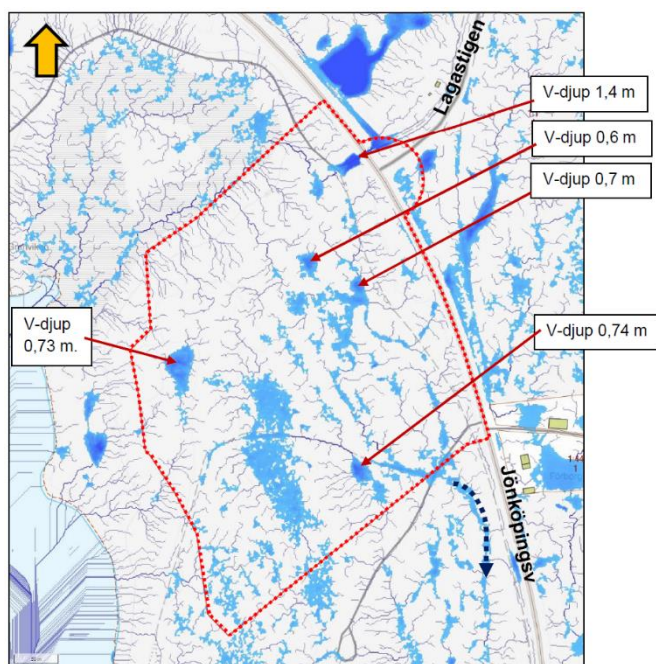 Lagastigen
V-djup 1,4 m
V-djup 0,6 m
V-djup 0,7 m
V-djup
0,73 m.
V-djup 0,74 m
Jönköpingsv